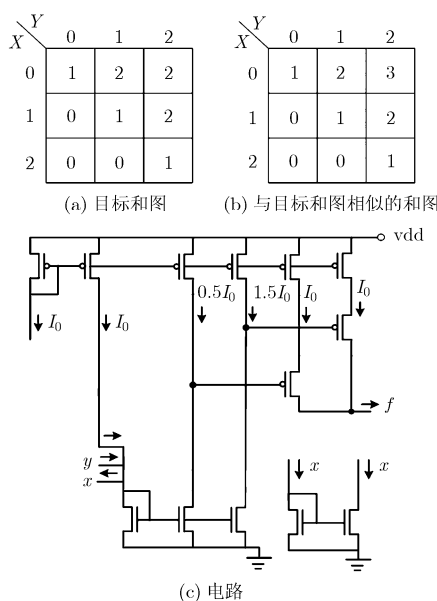 Y Y
X 0 1 2 X 0 1 2
0 1 2 2 0 1 2 3
1 0 1 2 1 0 1 2
2 0 0 1 2 0 0 1
(a) 目标和图 (b) 与目标和图相似的和图
vdd
0.5I₀ 1.5I₀ I₀ I₀
I₀ I₀
f
y x x
x
(c) 电路